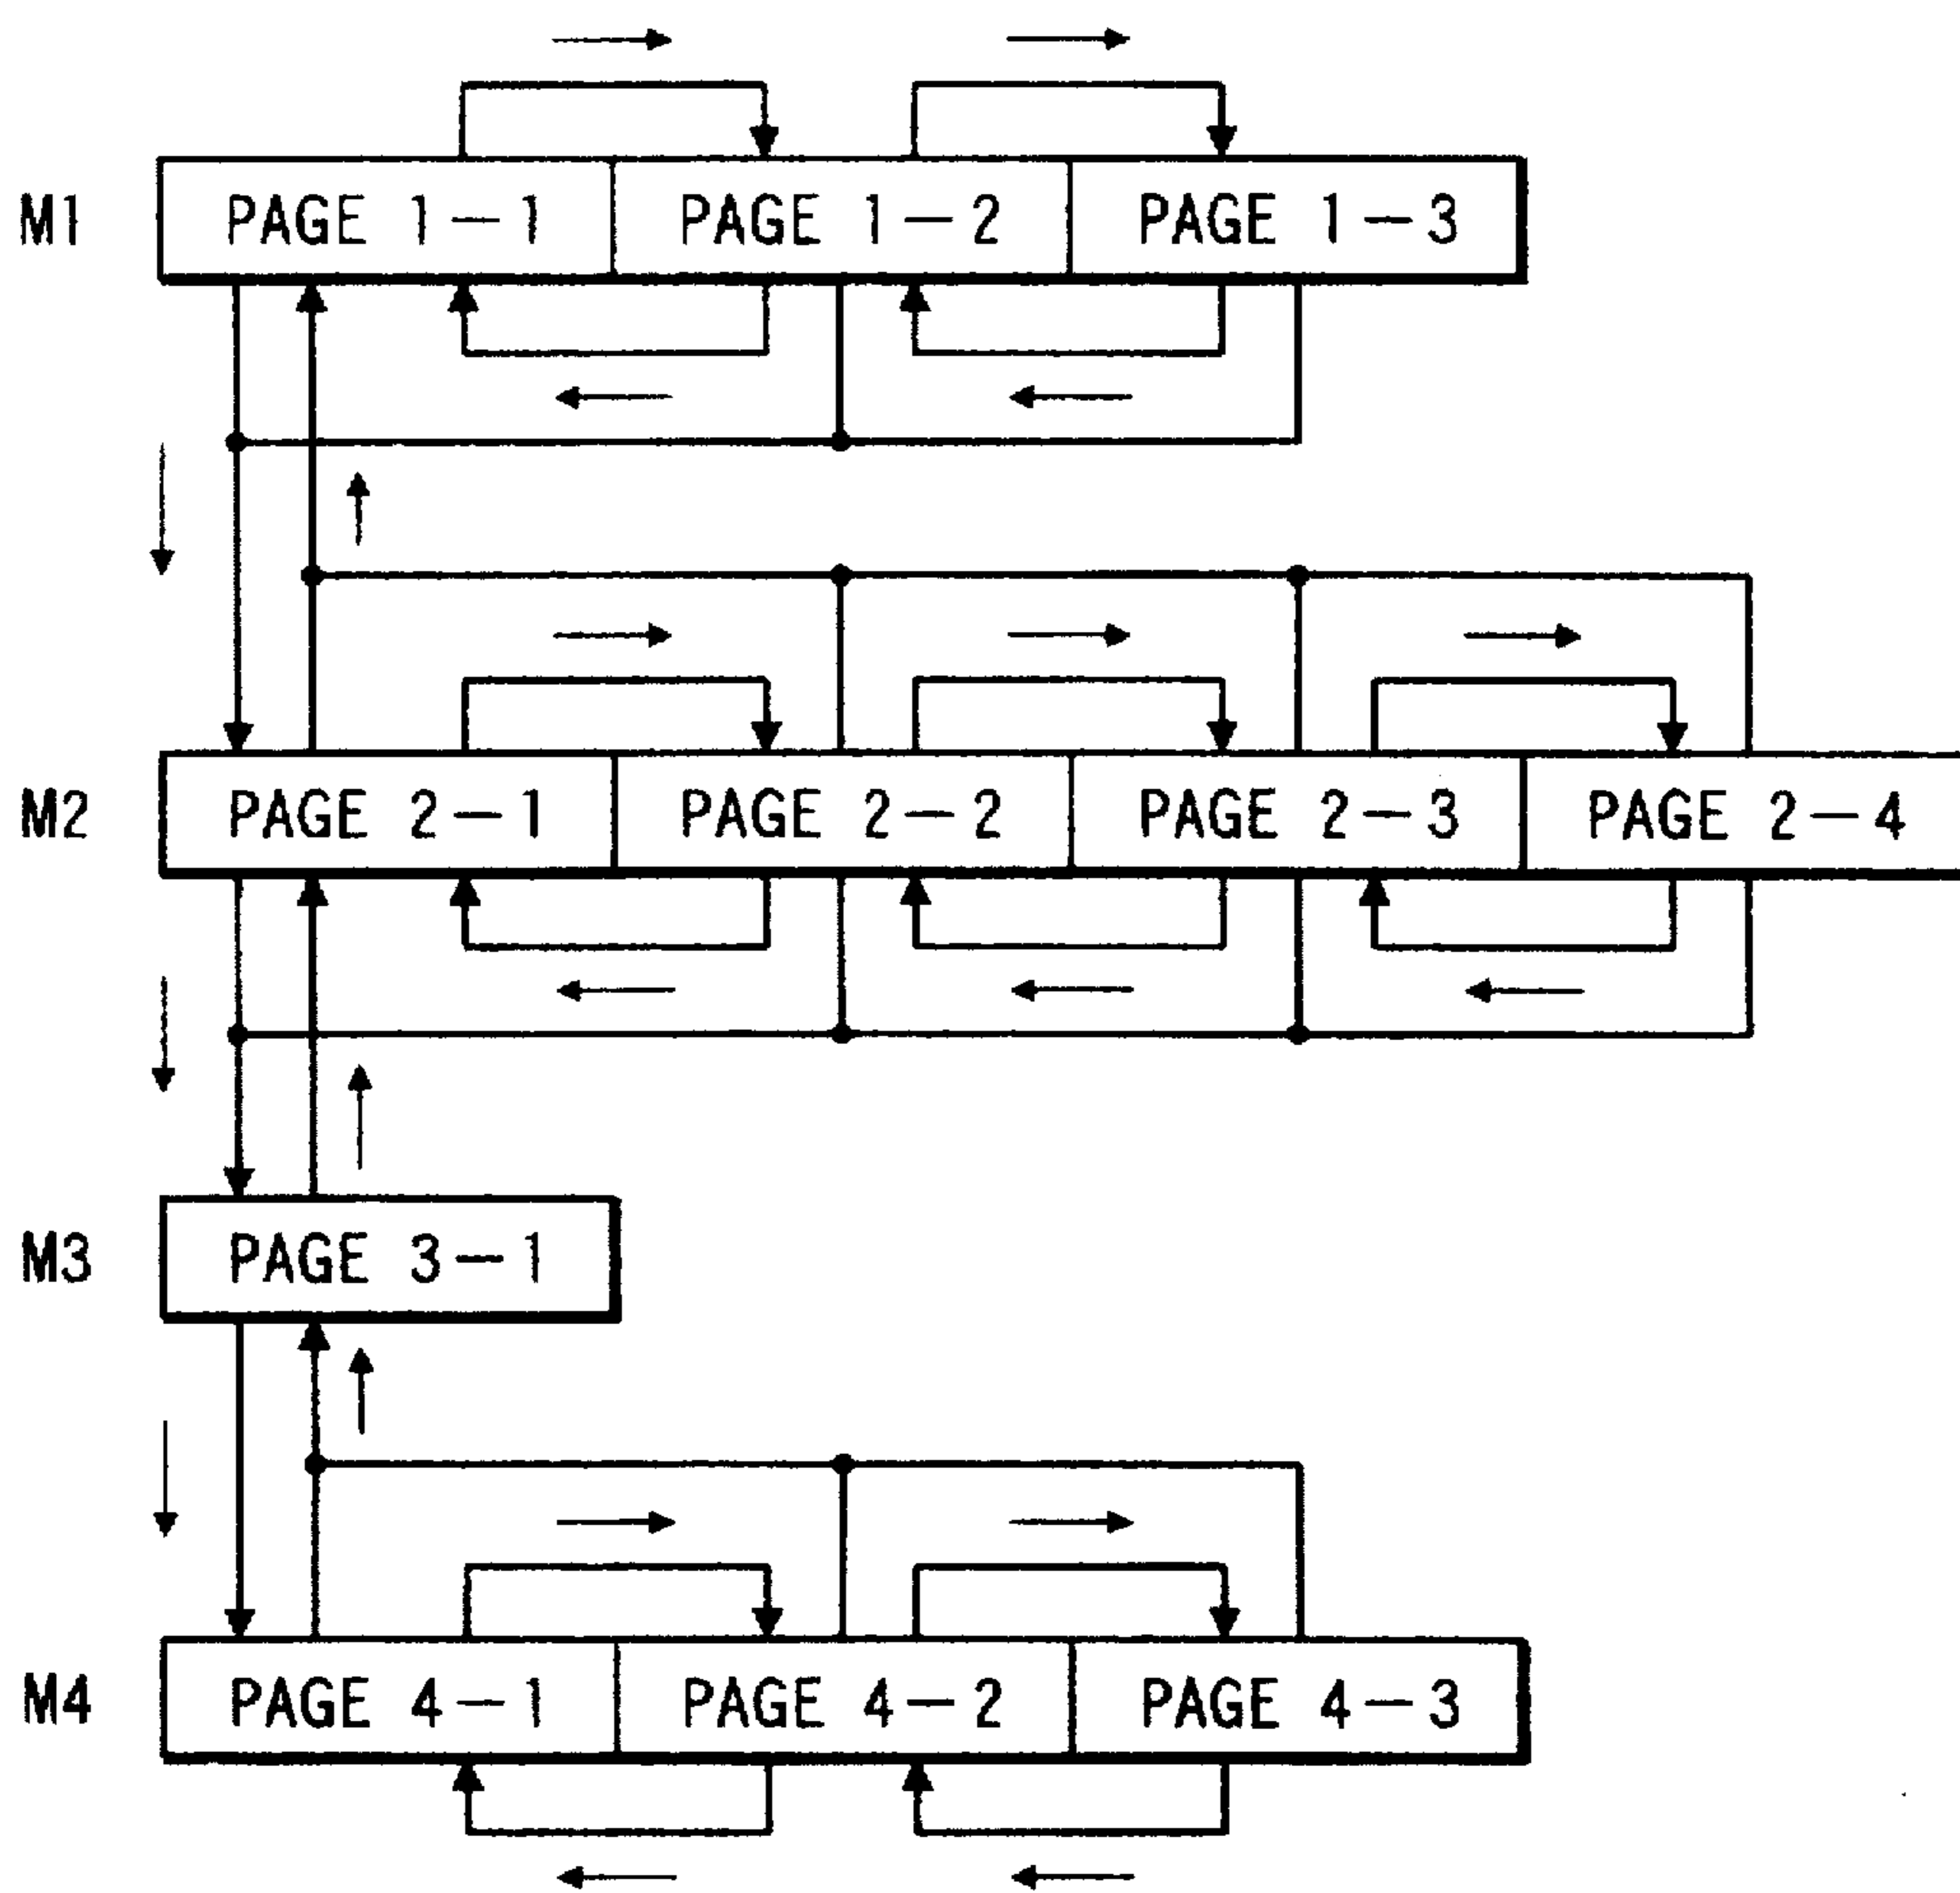 M1 PAGE 1-1 PAGE 1-2 PAGE 1-3
M2 PAGE 2-1 PAGE 2-2 PAGE 2-3 PAGE 2-4
M3 PAGE 3-1
M4 PAGE 4-1 PAGE 4-2 PAGE 4-3